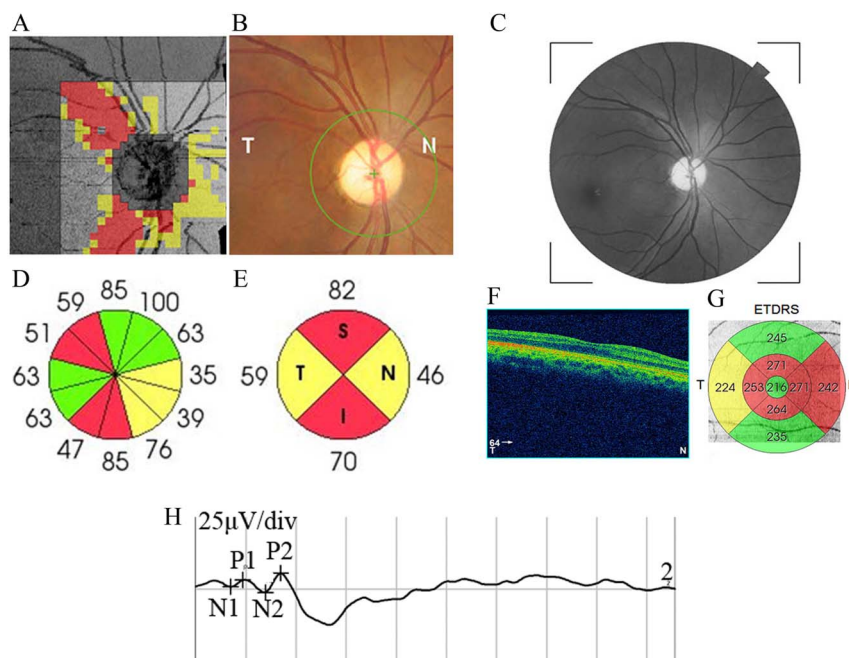 A
B
T
N
C
D
85
100
63
35
39
76
85
47
63
63
51
59
E
82
S
T
N
59
46
I
70
F
64→
T
N
G
ETDRS
245
271
T
224
253
216
271
242
264
235
H
25μV/div
P1
P2
N1
N2
2